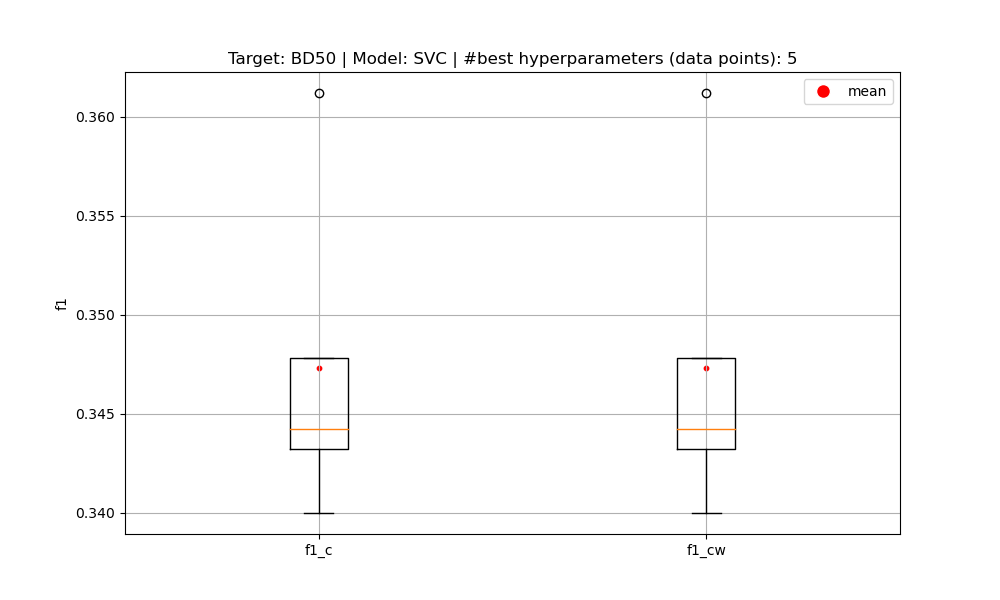 Target: BD50 | Model: SVC | #best hyperparameters (data points): 5
mean
0.360
0.355
0.350
0.345
0.340
f1
f1_c
f1_cw